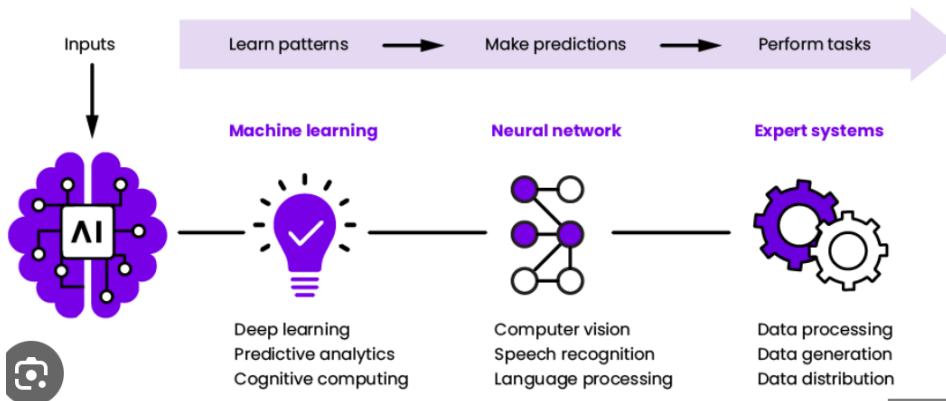 Inputs
Learn patterns
Make predictions
Perform tasks
Machine learning
Neural network
Expert systems
AI
Deep learning
Predictive analytics
Cognitive computing
Computer vision
Speech recognition
Language processing
Data processing
Data generation
Data distribution